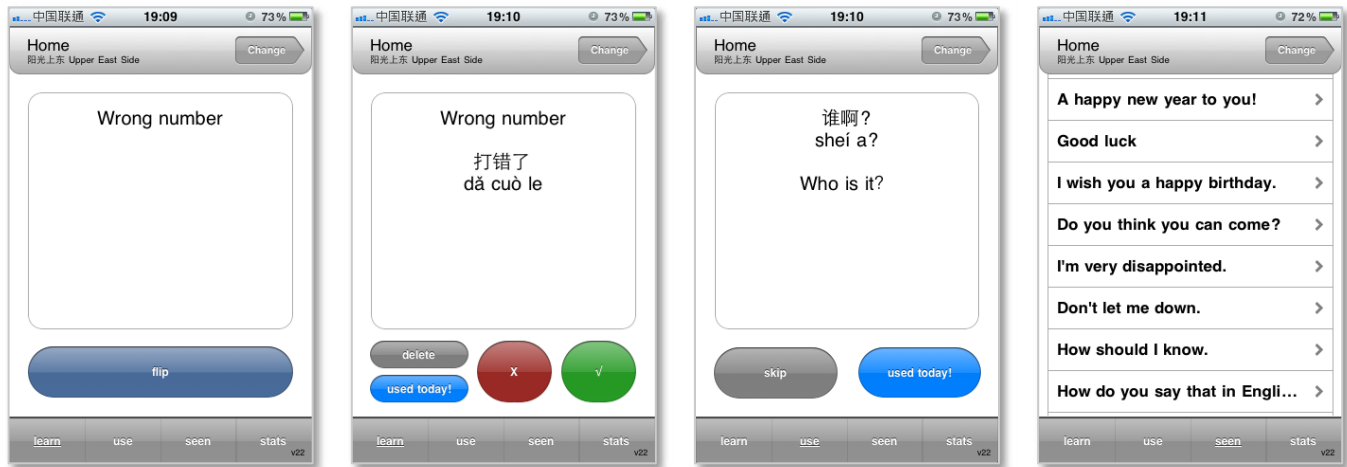 中国联通 19:09 73%
Home
阳光上东 Upper East Side
Change
Wrong number
flip
learn use seen stats
v22
中国联通 19:10 73%
Home
阳光上东 Upper East Side
Change
Wrong number
打错了
dǎ cuò le
delete
used today!
X
√
learn use seen stats
v22
中国联通 19:10 73%
Home
阳光上东 Upper East Side
Change
谁啊?
sheí a?
Who is it?
skip
used today!
learn use seen stats
v22
中国联通 19:11 72%
Home
阳光上东 Upper East Side
Change
A happy new year to you!
Good luck
I wish you a happy birthday.
Do you think you can come?
I'm very disappointed.
Don't let me down.
How should I know.
How do you say that in Engli...
learn use seen stats
v22